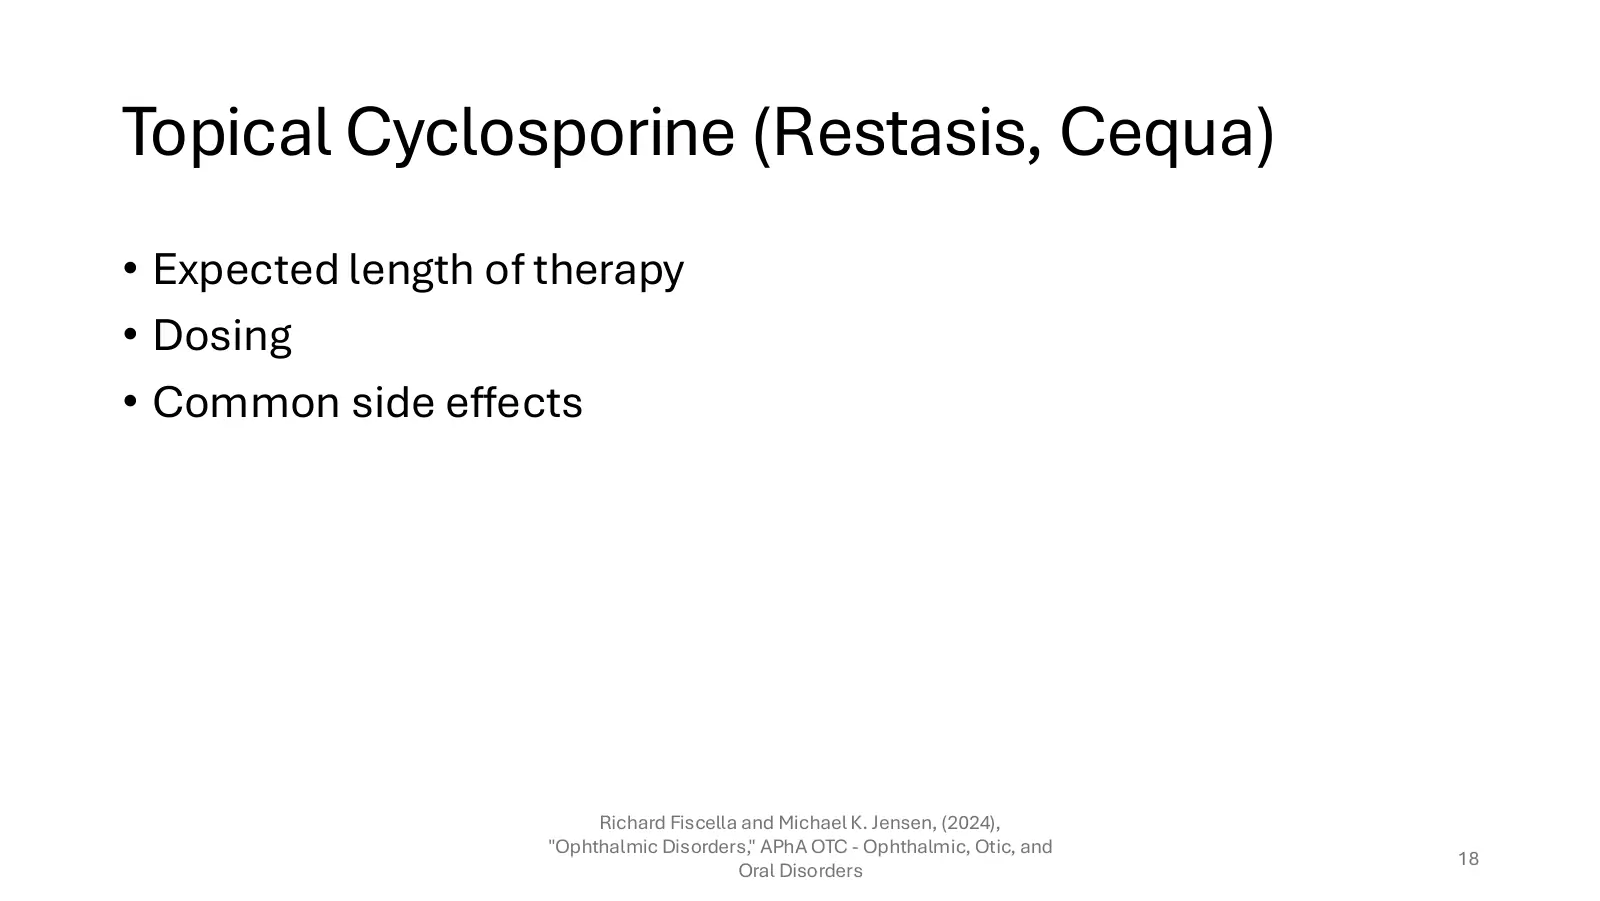 Topical Cyclosporine (Restasis, Cequa)
• Expected length of therapy
• Dosing
• Common side effects
Richard Fiscella and Michael K. Jensen, (2024),
"Ophthalmic Disorders," APhA OTC - Ophthalmic, Otic, and
Oral Disorders
18